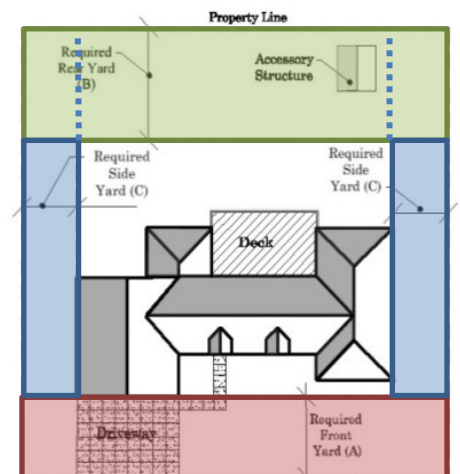 Property Line
Required
Rear Yard
(B)
Accessory
Structure
Required
Side
Yard (C)
Required
Side
Yard (C)
Deck
Driveway
Required
Front
Yard (A)